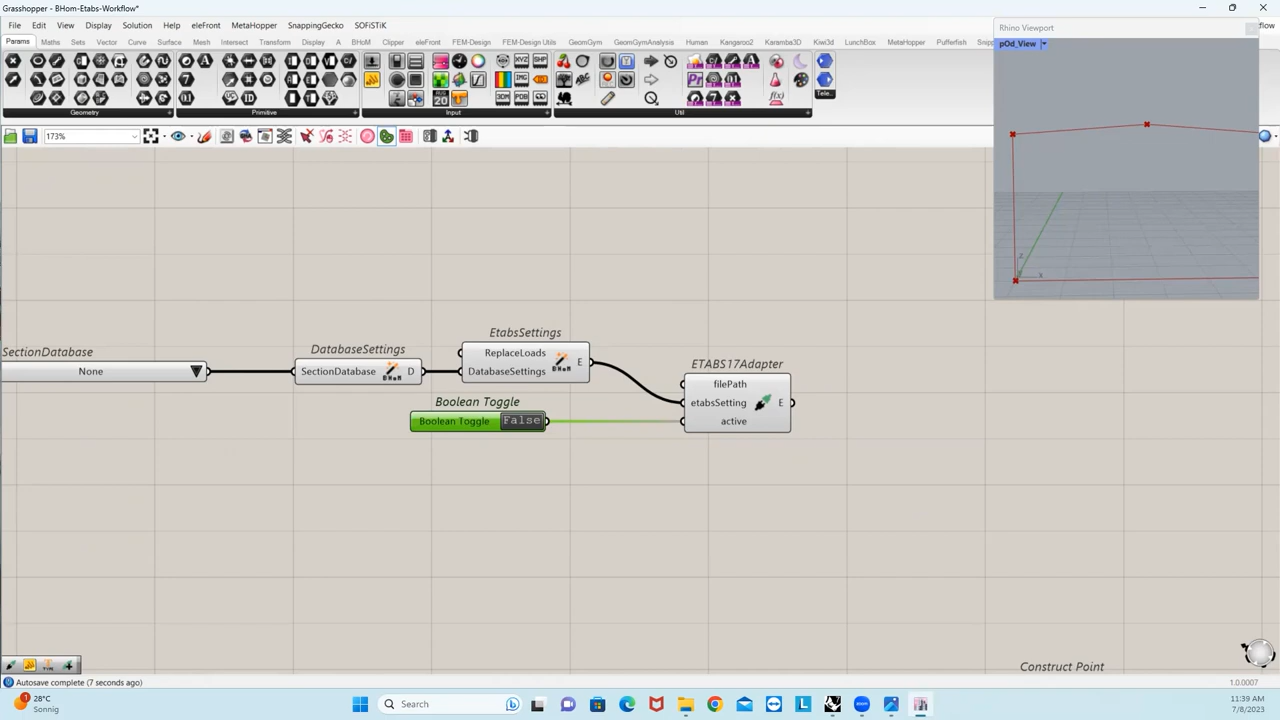 Grasshopper - BHom-Etabs-Workflow*
File Edit View Display Solution Help eleFront MetaHopper SnappingGecko SOFiSTiK
Params Maths Sets Vector Curve Surface Mesh Intersect Transform Display A BHoM Clipper eleFront FEM-Design FEM-Design Utils GeomGym GeomGymAnalysis Human Kangaroo2 Karamba3D Kiwi3d LunchBox MetaHopper Pufferfish
Geometry Primitive Input Util
Tele...
173%
Rhino Viewport
pOd_View
z
x
SectionDatabase
None
DatabaseSettings
SectionDatabase D
EtabsSettings
ReplaceLoads
DatabaseSettings
E
BHoM
Boolean Toggle
Boolean Toggle False
ETABS17Adapter
filePath
etabsSetting
active
E
Construct Point
Autosave complete (7 seconds ago)
1.0.0007
28°C
Sonnig
Search
11:39 AM
7/8/2023